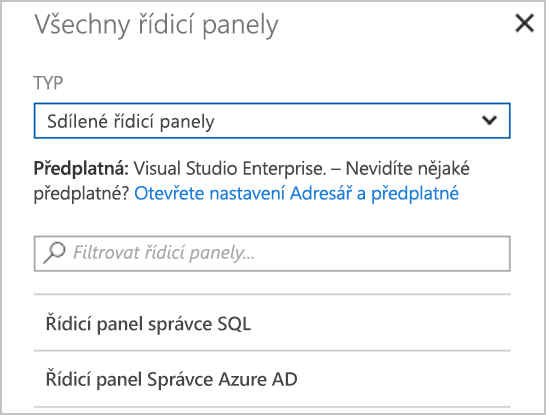 Všechny řídicí panely
TYP
Sdílené řídicí panely
Předplatná: Visual Studio Enterprise. – Nevidíte nějaké
předplatné? Otevřete nastavení Adresář a předplatné
Filtrovat řídicí panely...
Řídicí panel správce SQL
Řídicí panel Správce Azure AD